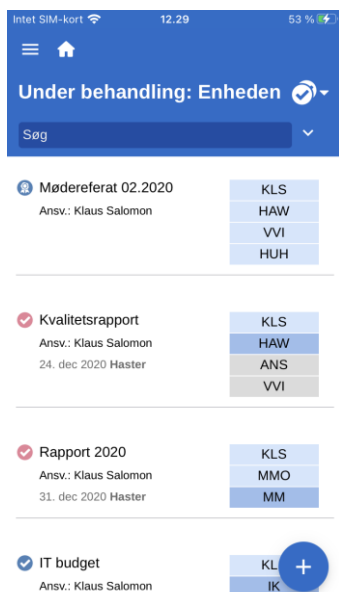 Intet SIM-kort 12.29 53 %
Under behandling: Enheden
Søg
Mødereferat 02.2020 KLS
Ansv.: Klaus Salomon HAW
VVI
HUH
Kvalitetsrapport KLS
Ansv.: Klaus Salomon HAW
24. dec 2020 Haster ANS
VVI
Rapport 2020 KLS
Ansv.: Klaus Salomon MMO
31. dec 2020 Haster MM
IT budget KL
Ansv.: Klaus Salomon IK